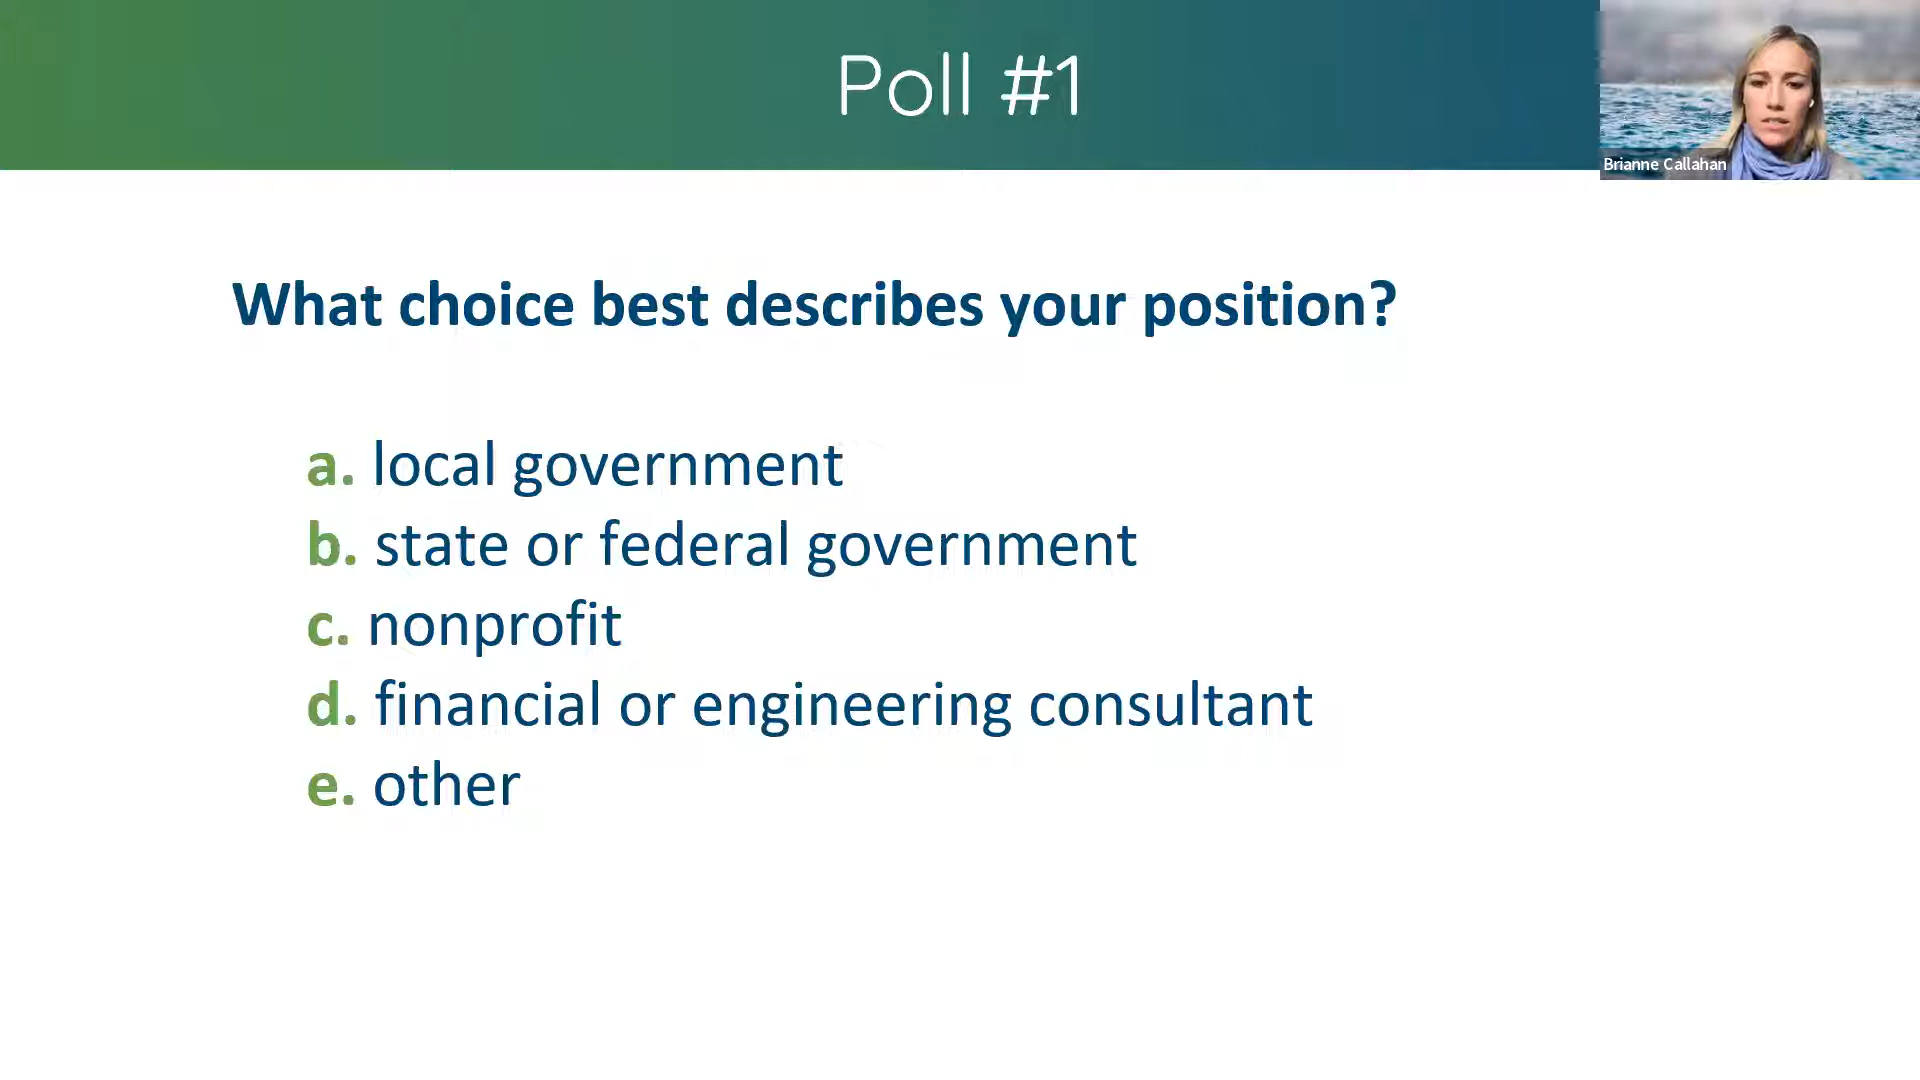 Poll #1
Brianne Callahan
What choice best describes your position?
a. local government
b. state or federal government
c. nonprofit
d. financial or engineering consultant
e. other